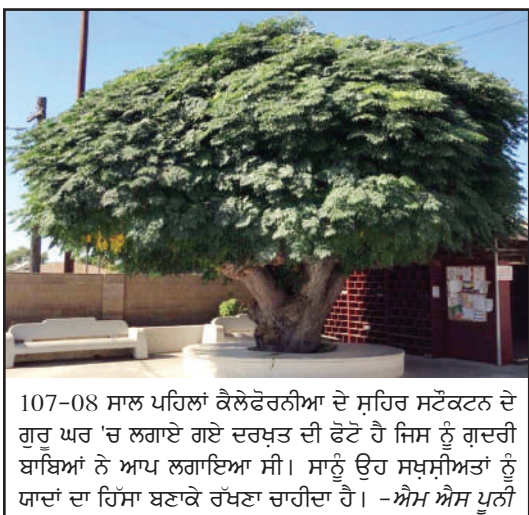 107-08 ਸਾਲ ਪਹਿਲਾਂ ਕੈਲੇਫੋਰਨੀਆ ਦੇ ਸ਼ਹਿਰ ਸਟੌਕਟਨ ਦੇ
ਗੁਰੂ ਘਰ 'ਚ ਲਗਾਏ ਗਏ ਦਰਖ਼ਤ ਦੀ ਫੋਟੋ ਹੈ ਜਿਸ ਨੂੰ ਗ਼ਦਰੀ
ਬਾਬਿਆਂ ਨੇ ਆਪ ਲਗਾਇਆ ਸੀ। ਸਾਨੂੰ ਉਹ ਸਖ਼ਸ਼ੀਅਤਾਂ ਨੂੰ
ਯਾਦਾਂ ਦਾ ਹਿੱਸਾ ਬਣਾਕੇ ਰੱਖਣਾ ਚਾਹੀਦਾ ਹੈ। -ਐਮ ਐਸ ਪੂਨੀ